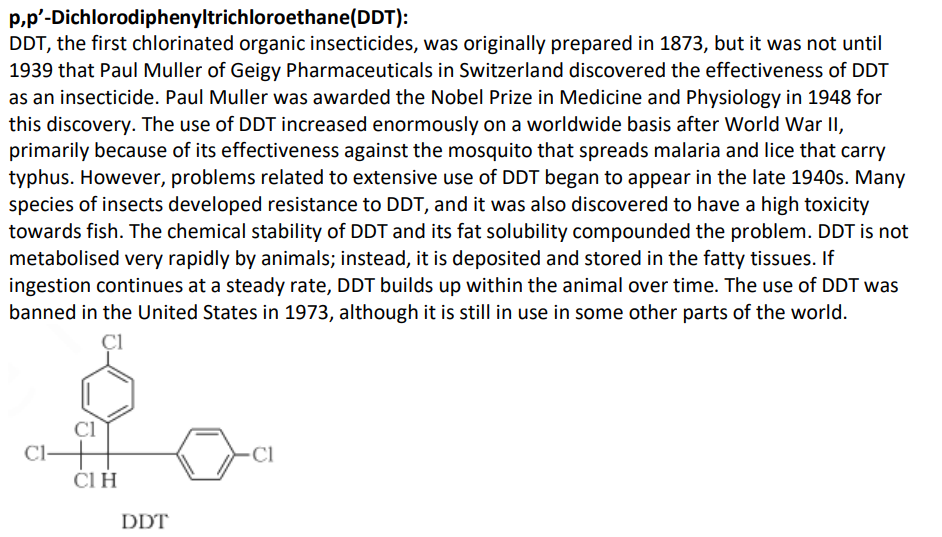 p,p’-Dichlorodiphenyltrichloroethane(DDT):
DDT, the first chlorinated organic insecticides, was originally prepared in 1873, but it was not until
1939 that Paul Muller of Geigy Pharmaceuticals in Switzerland discovered the effectiveness of DDT
as an insecticide. Paul Muller was awarded the Nobel Prize in Medicine and Physiology in 1948 for
this discovery. The use of DDT increased enormously on a worldwide basis after World War II,
primarily because of its effectiveness against the mosquito that spreads malaria and lice that carry
typhus. However, problems related to extensive use of DDT began to appear in the late 1940s. Many
species of insects developed resistance to DDT, and it was also discovered to have a high toxicity
towards fish. The chemical stability of DDT and its fat solubility compounded the problem. DDT is not
metabolised very rapidly by animals; instead, it is deposited and stored in the fatty tissues. If
ingestion continues at a steady rate, DDT builds up within the animal over time. The use of DDT was
banned in the United States in 1973, although it is still in use in some other parts of the world.
Cl
Cl
Cl Cl
Cl H
DDT